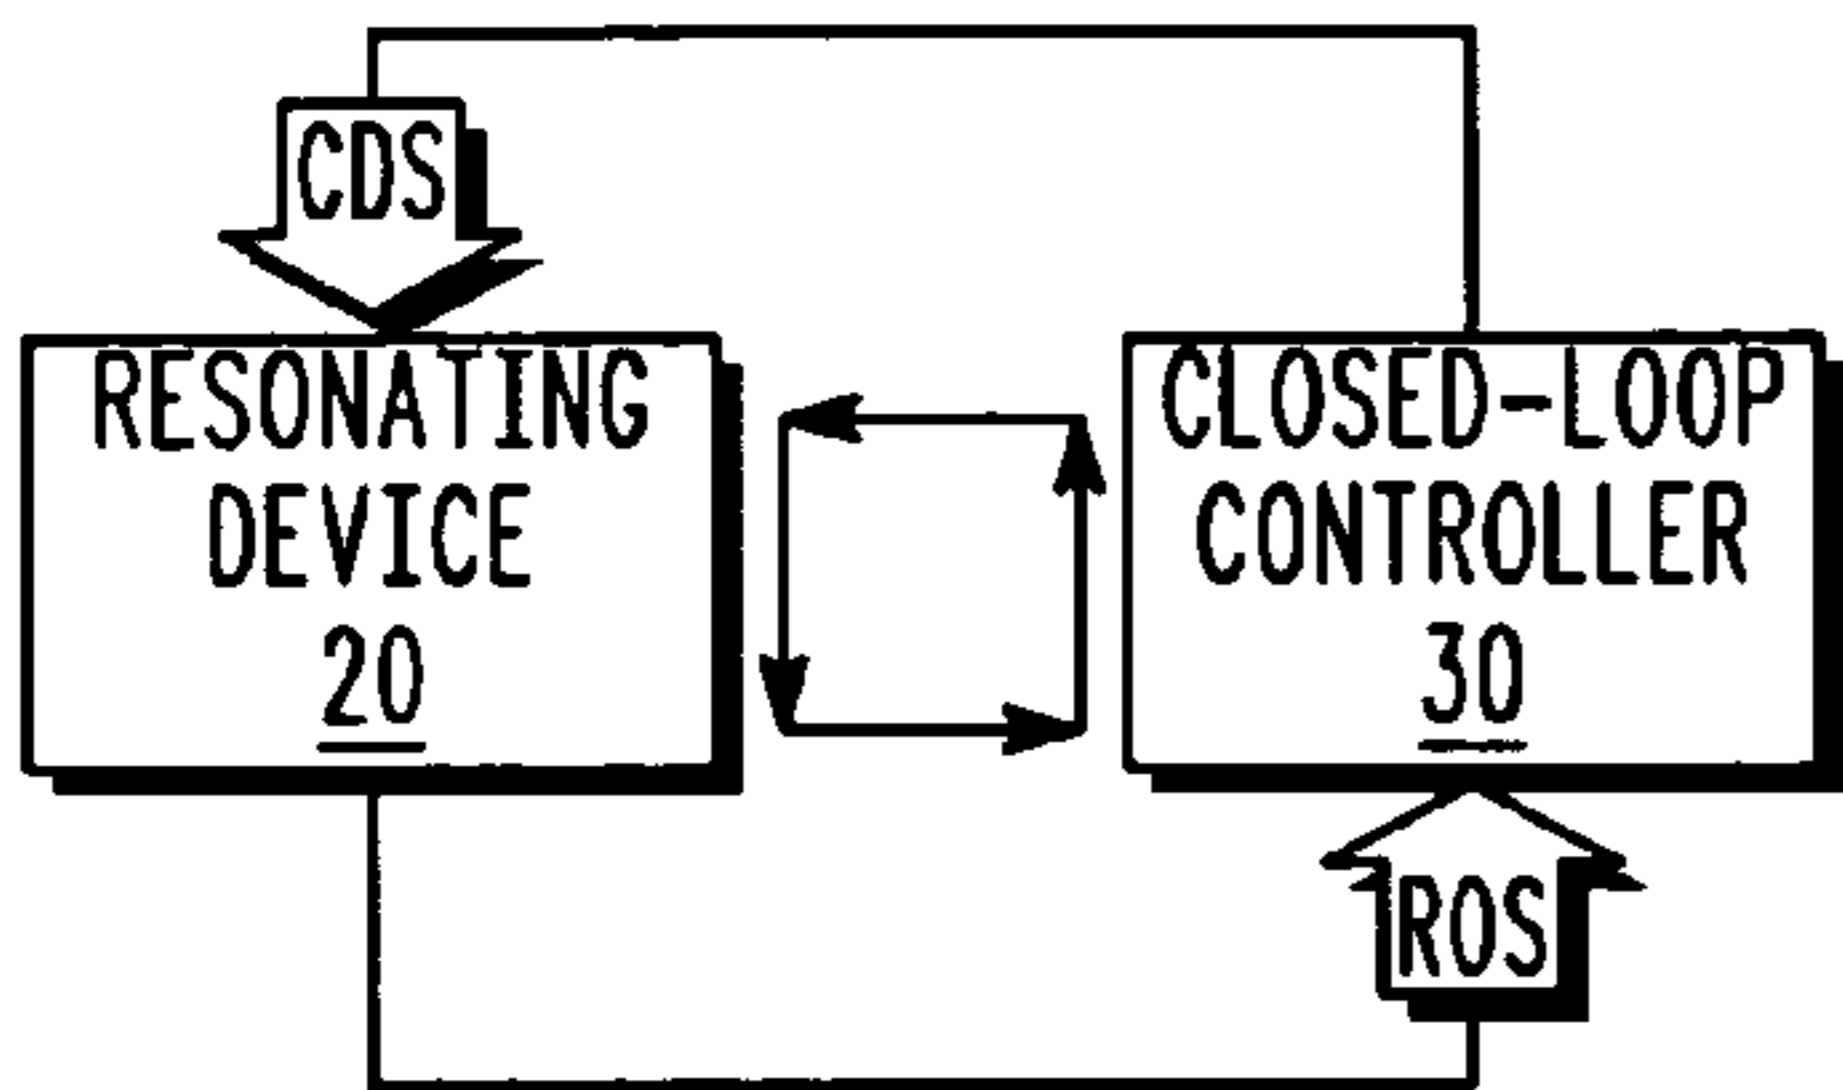 CDS
RESONATING
DEVICE
20
CLOSED-LOOP
CONTROLLER
30
ROS